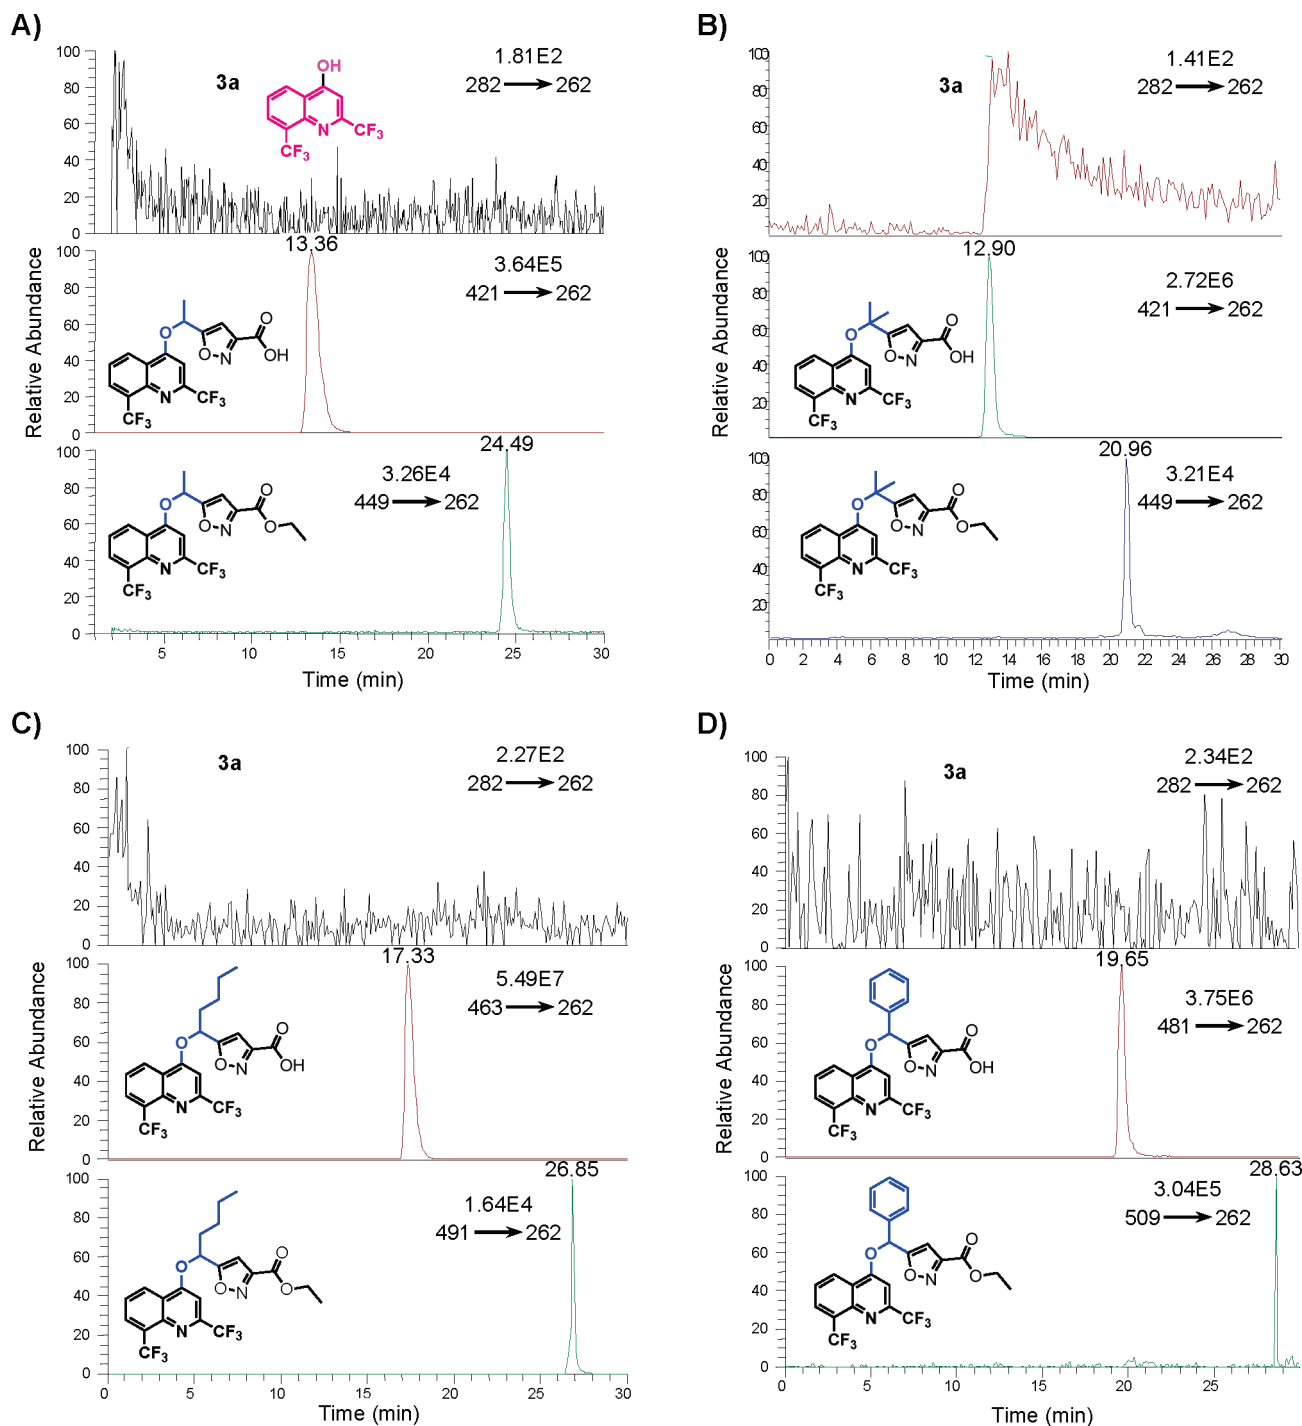 A)
3a
OH
N
CF3
CF3
1.81E2
282 → 262
100
80
60
40
20
0
13.36
3.64E5
421 → 262
O
O
N
O
OH
N
CF3
CF3
100
80
60
40
20
0
24.49
3.26E4
449 → 262
O
O
N
O
O
N
CF3
CF3
100
80
60
40
20
0
Relative Abundance
5
10
15
20
25
30
Time (min)
B)
3a
1.41E2
282 → 262
100
80
60
40
20
0
12.90
2.72E6
421 → 262
O
O
N
O
OH
N
CF3
CF3
100
80
60
40
20
20.96
3.21E4
449 → 262
O
O
N
O
O
N
CF3
CF3
100
80
60
40
20
Relative Abundance
0 2 4 6 8 10 12 14 16 18 20 22 24 26 28 30
Time (min)
C)
3a
2.27E2
282 → 262
100
80
60
40
20
0
17.33
5.49E7
463 → 262
O
O
N
O
OH
N
CF3
CF3
100
80
60
40
20
0
26.85
1.64E4
491 → 262
O
O
N
O
O
N
CF3
CF3
100
80
60
40
20
0
Relative Abundance
0
5
10
15
20
25
30
Time (min)
D)
3a
2.34E2
282 → 262
100
80
60
40
20
0
19.65
3.75E6
481 → 262
O
O
N
O
OH
N
CF3
CF3
100
80
60
40
20
0
28.63
3.04E5
509 → 262
O
O
N
O
O
N
CF3
CF3
100
80
60
40
20
0
Relative Abundance
0
5
10
15
20
25
Time (min)